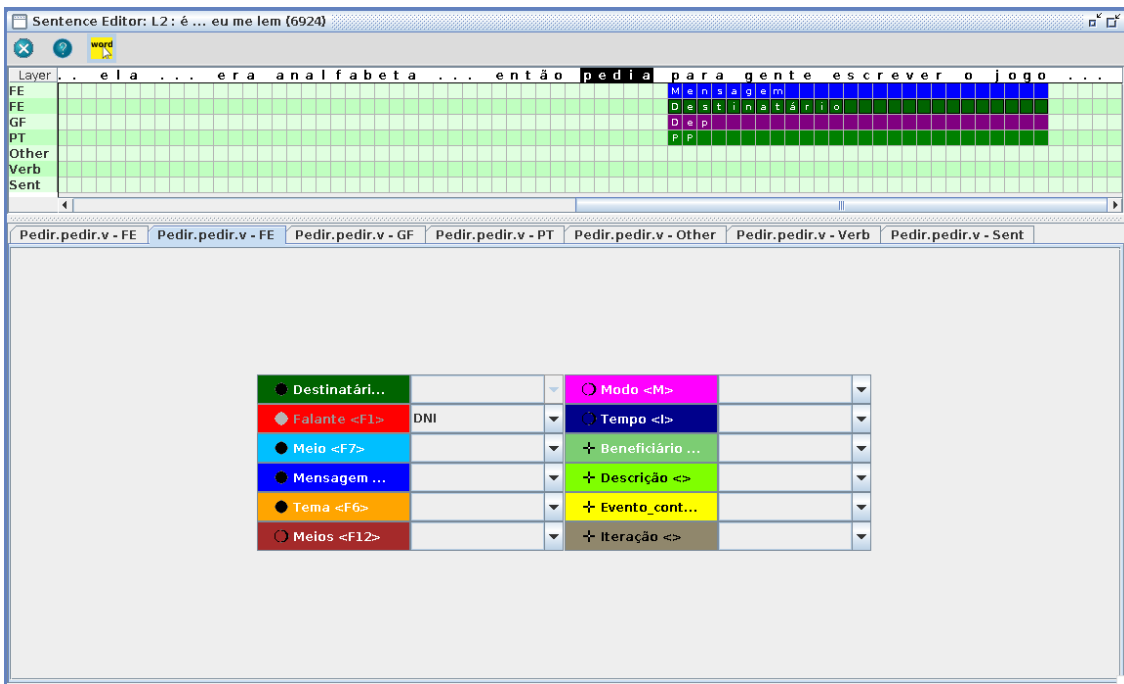 Sentence Editor: L2 : é ... eu me lem (6924)
word
Layer . . ela ... era analfabeta ... então pedia para gente escrever o jogo ...
FE Mensagem
FE Destinatário
GF Dep
PT PP
Other
Verb
Sent
Pedir.pedir.v - FE Pedir.pedir.v - FE Pedir.pedir.v - GF Pedir.pedir.v - PT Pedir.pedir.v - Other Pedir.pedir.v - Verb Pedir.pedir.v - Sent
Destinatári... Modo <M>
Falante <F1> DNI Tempo <I>
Meio <F7> Beneficiário ...
Mensagem ... Descrição <>
Tema <F6> Evento_cont...
Meios <F12> Iteração <>